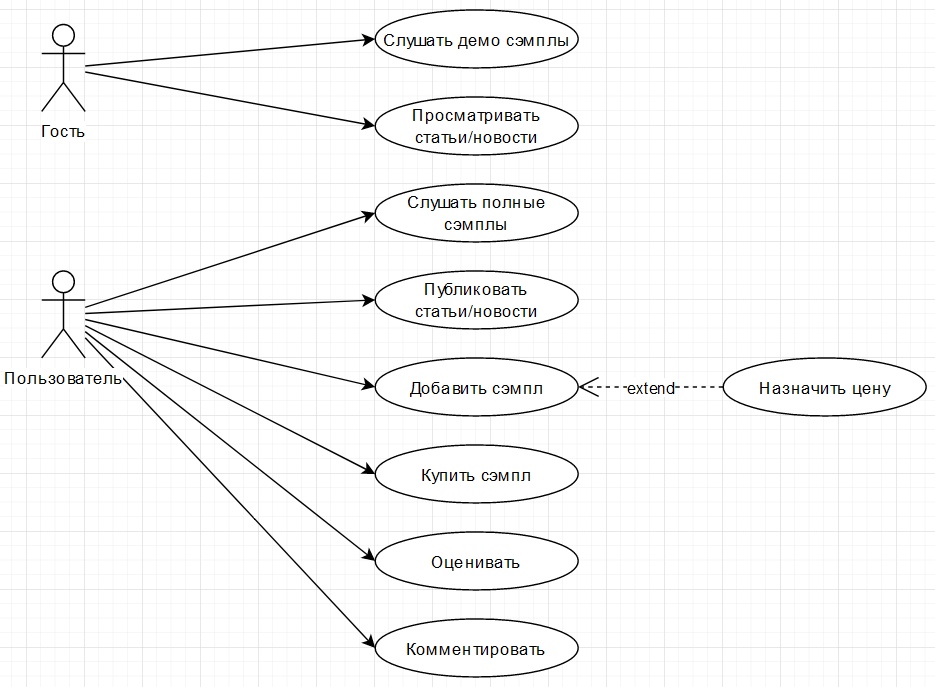 Слушать демо сэмплы
Гость
Просматривать
статьи/новости
Слушать полные
сэмплы
Публиковать
статьи/новости
Пользователь
Добавить сэмпл
extend
Назначить цену
Купить сэмпл
Оценивать
Комментировать